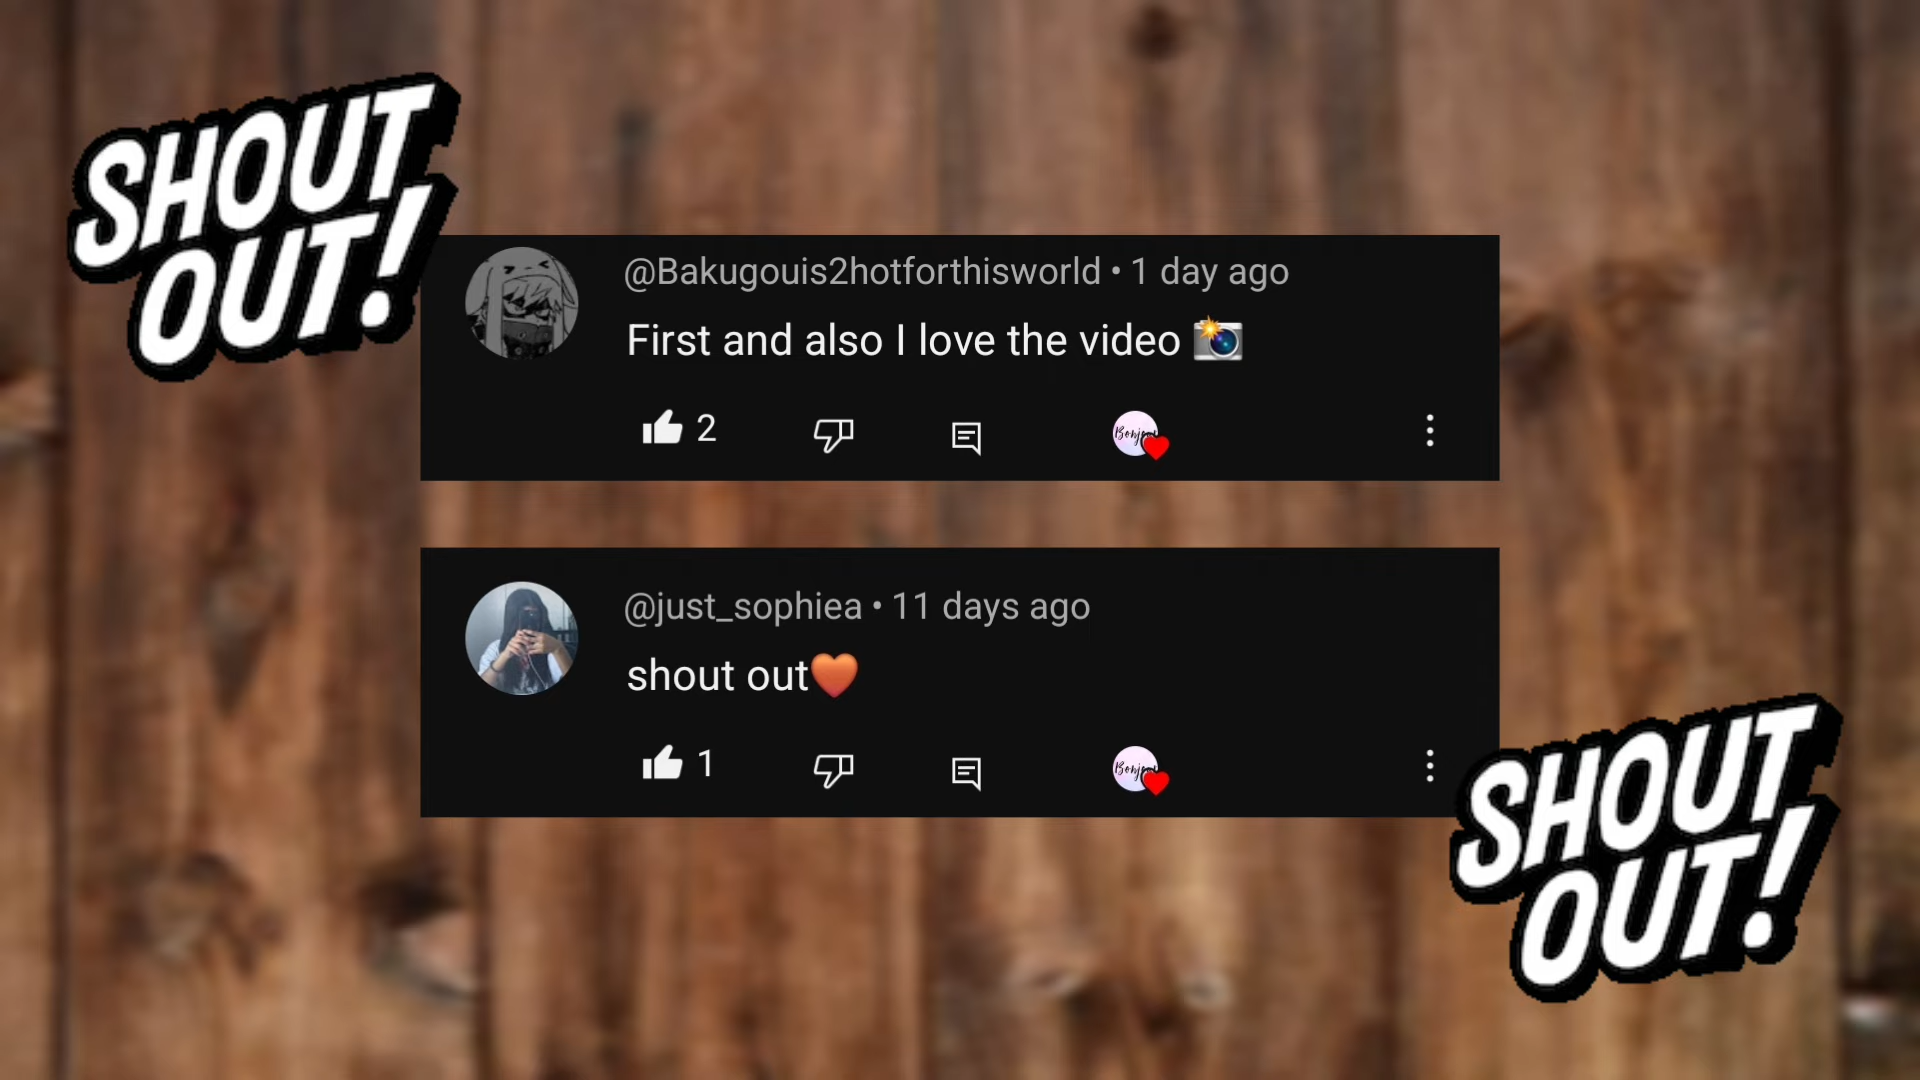 SHOUT
OUT!
@Bakugouis2hotforthisworld • 1 day ago
First and also I love the video 📸
2
@just_sophiea • 11 days ago
shout out🧡
1
SHOUT
OUT!